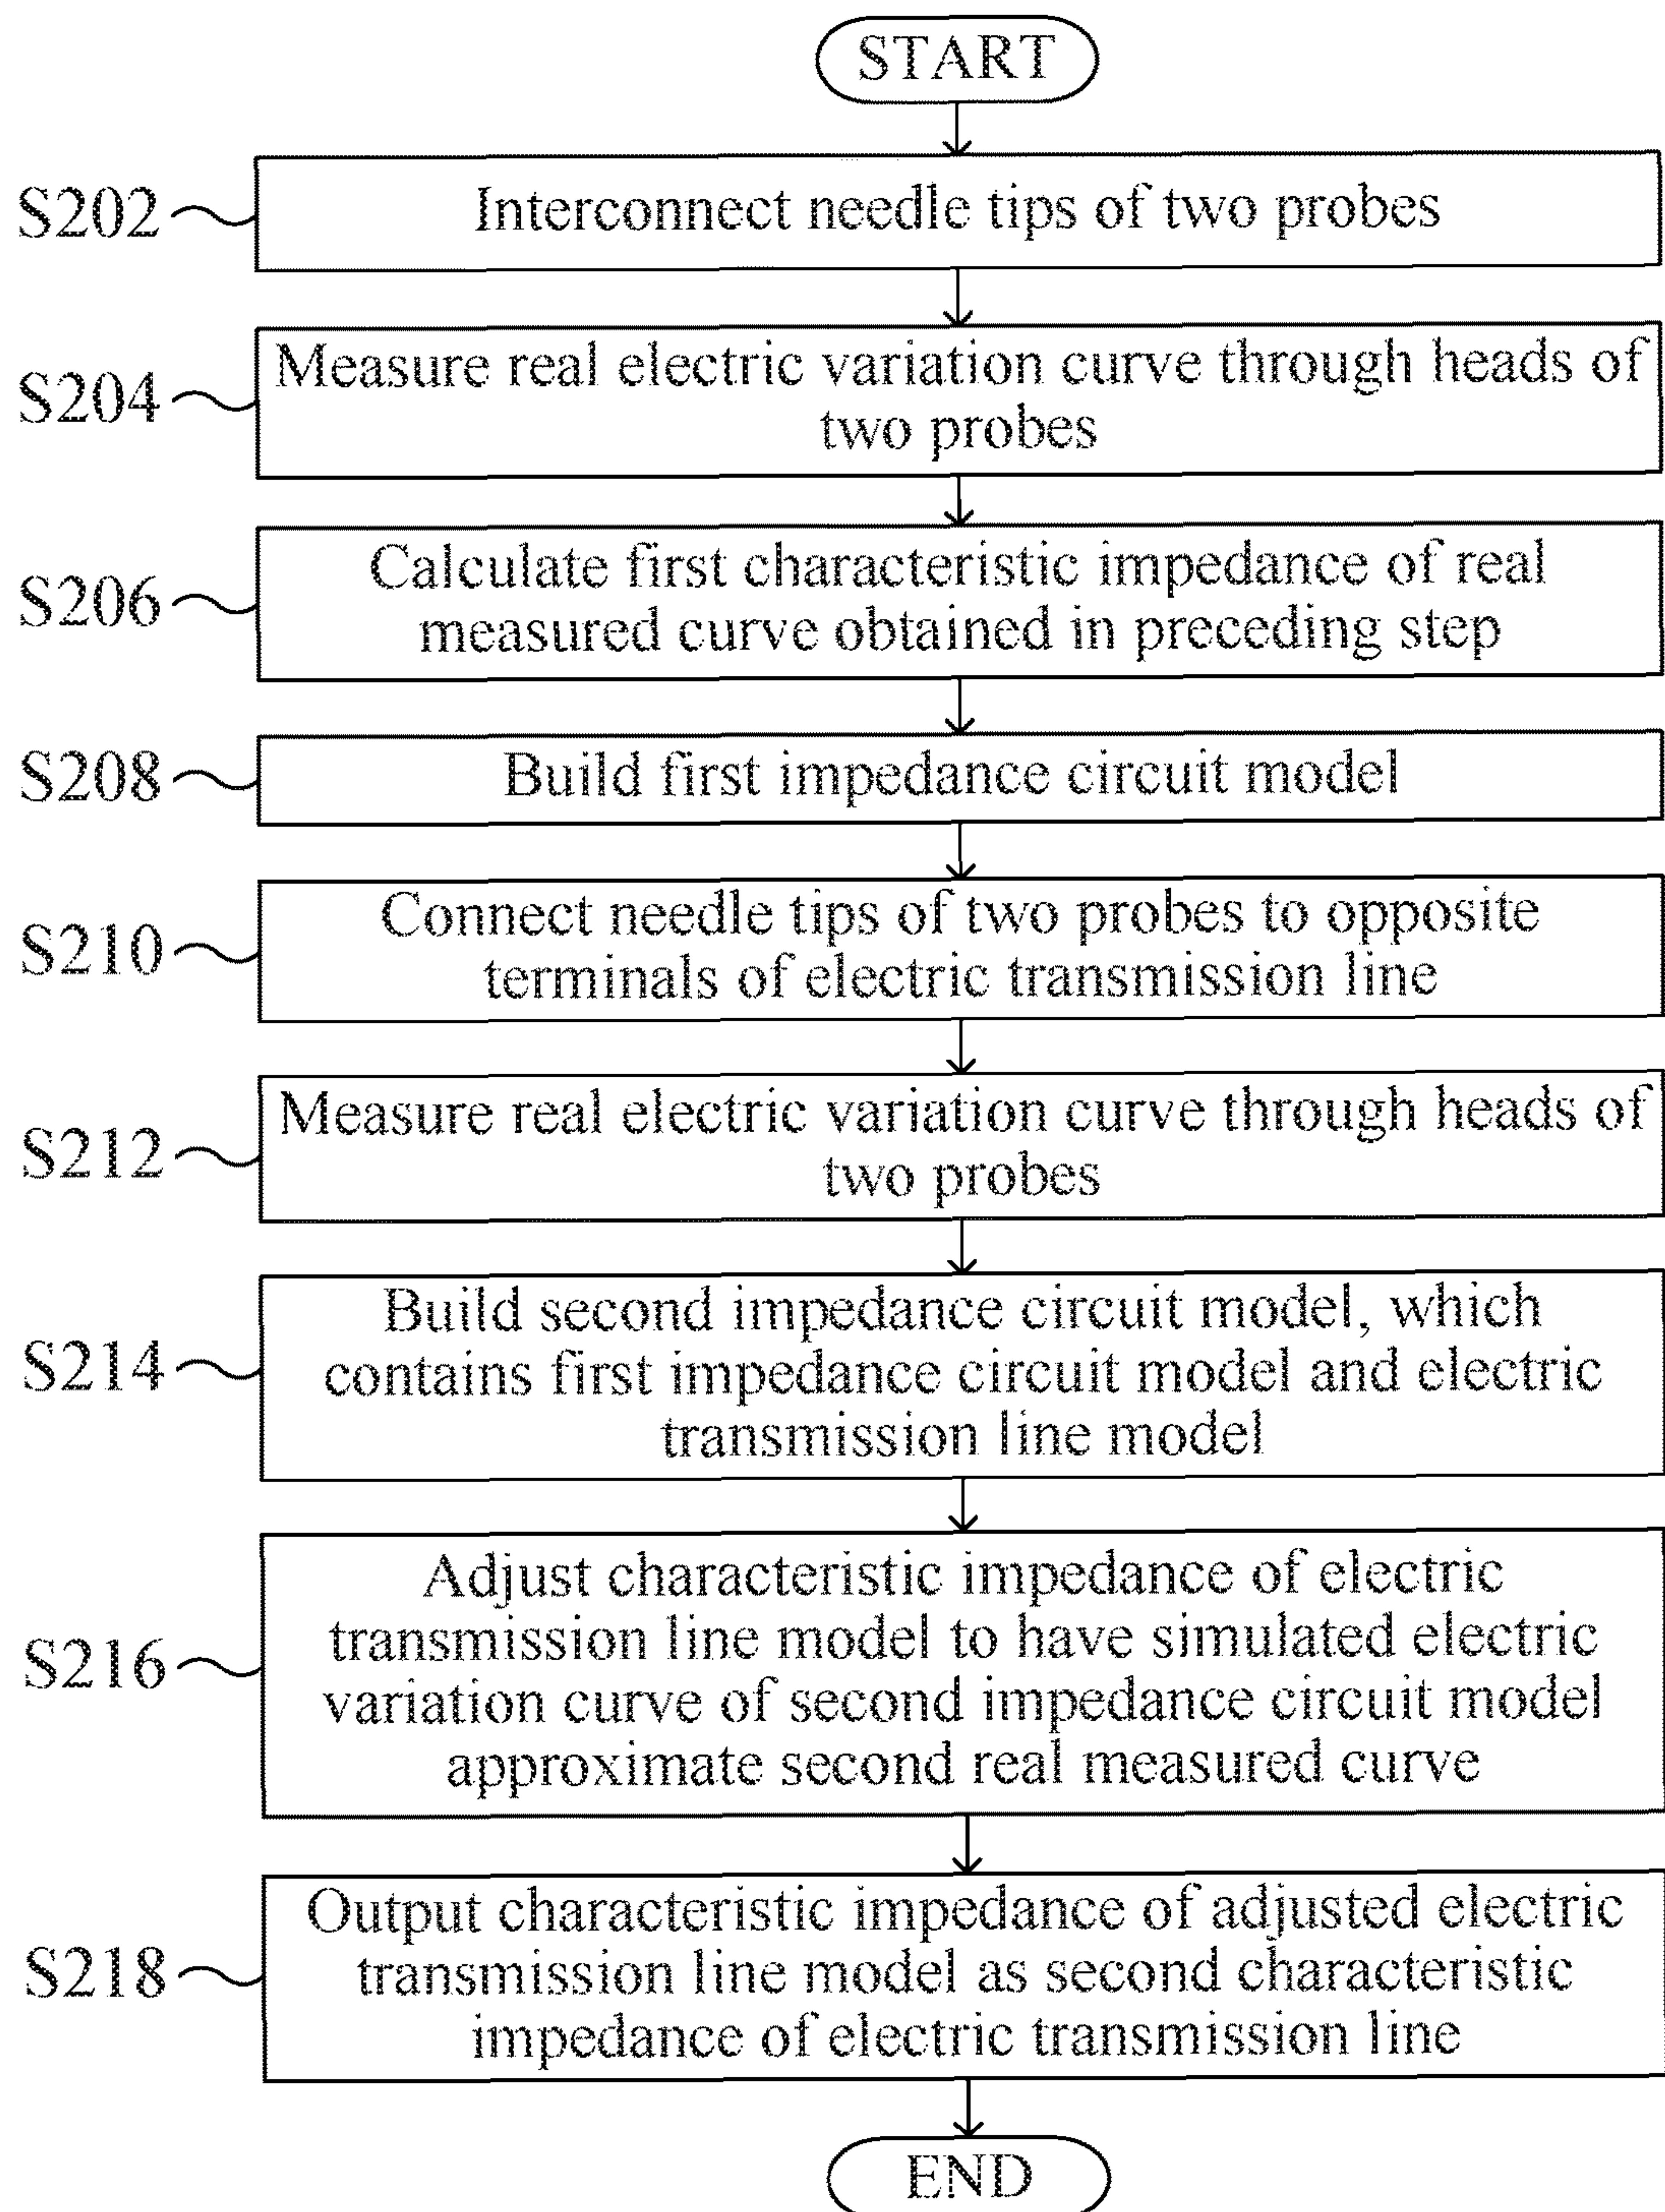 START
S202
Interconnect needle tips of two probes
S204
Measure real electric variation curve through heads of
two probes
S206
Calculate first characteristic impedance of real
measured curve obtained in preceding step
S208
Build first impedance circuit model
S210
Connect needle tips of two probes to opposite
terminals of electric transmission line
S212
Measure real electric variation curve through heads of
two probes
S214
Build second impedance circuit model, which
contains first impedance circuit model and electric
transmission line model
S216
Adjust characteristic impedance of electric
transmission line model to have simulated electric
variation curve of second impedance circuit model
approximate second real measured curve
S218
Output characteristic impedance of adjusted electric
transmission line model as second characteristic
impedance of electric transmission line
END